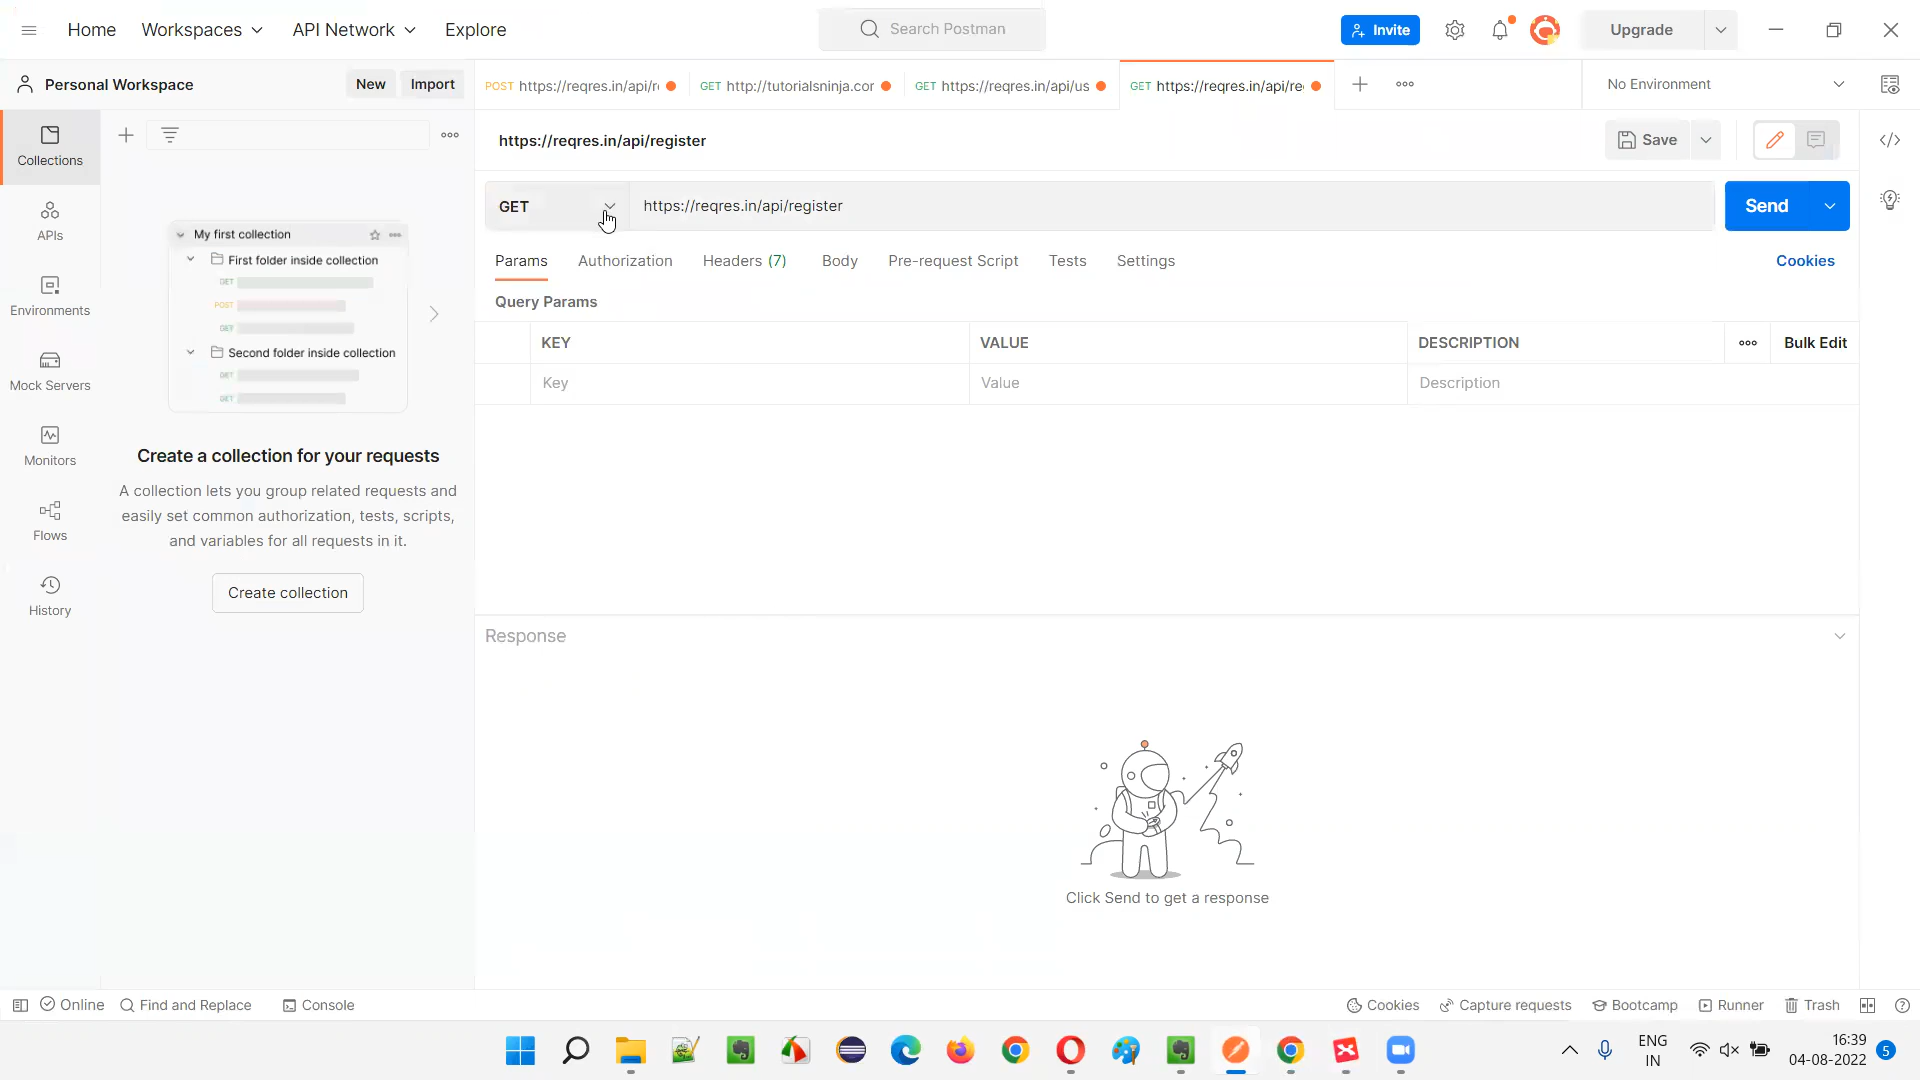 Home
Workspaces
API Network
Explore
Search Postman
Invite
Upgrade
Personal Workspace
New
Import
POST https://reqres.in/api/r
GET http://tutorialsninja.cor
GET https://reqres.in/api/us
GET https://reqres.in/api/re
No Environment
Collections
APIs
Environments
Mock Servers
Monitors
Flows
History
My first collection
First folder inside collection
GET
POST
GET
Second folder inside collection
GET
GET
Create a collection for your requests
A collection lets you group related requests and
easily set common authorization, tests, scripts,
and variables for all requests in it.
Create collection
https://reqres.in/api/register
Save
GET
https://reqres.in/api/register
Send
Params
Authorization
Headers (7)
Body
Pre-request Script
Tests
Settings
Cookies
Query Params
KEY
VALUE
DESCRIPTION
Bulk Edit
Key
Value
Description
Response
Click Send to get a response
Online
Find and Replace
Console
Cookies
Capture requests
Bootcamp
Runner
Trash
ENG
IN
16:39
04-08-2022
5